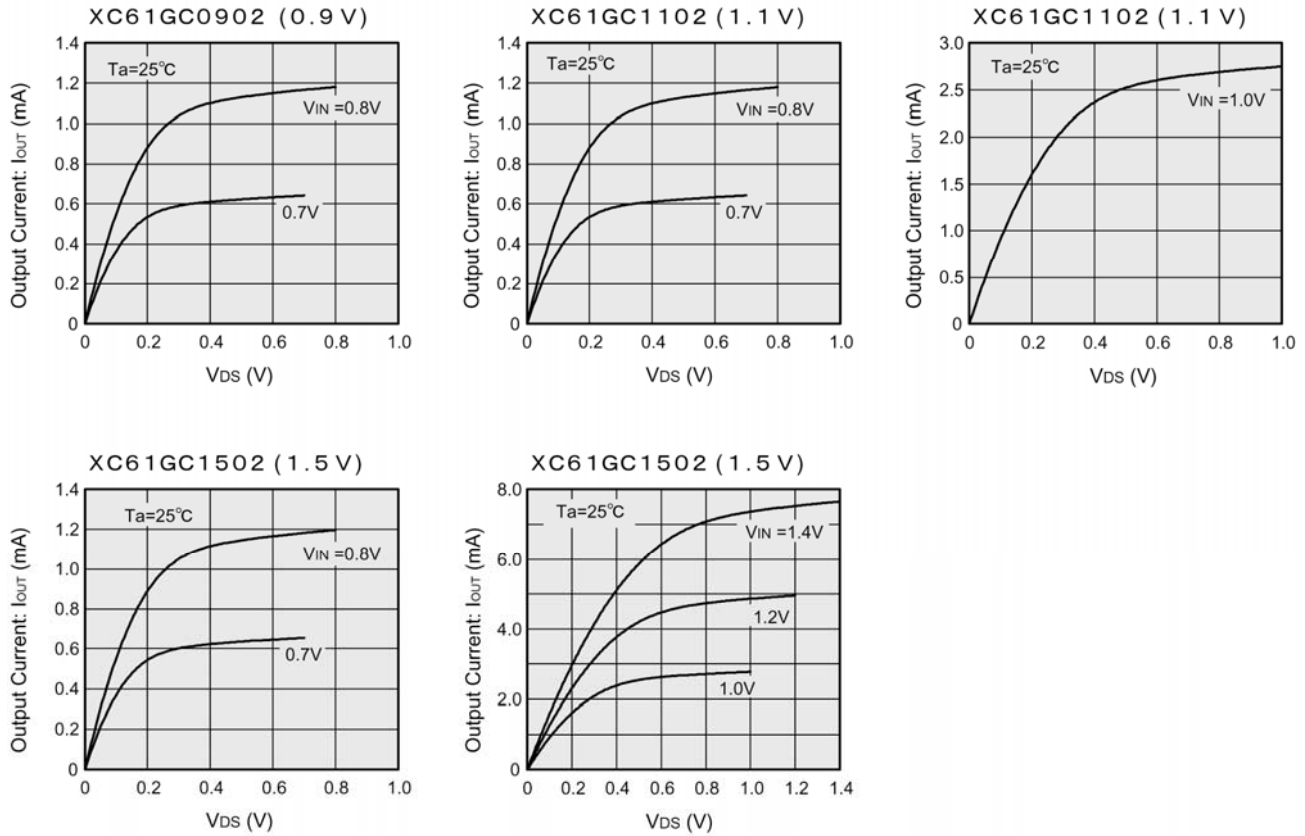 XC61GC0902 (0.9 V)
1.4
1.2
1.0
0.8
0.6
0.4
0.2
0
Output Current: IOUT (mA)
Ta=25℃
VIN =0.8V
0.7V
0 0.2 0.4 0.6 0.8 1.0
VDS (V)
XC61GC1102 (1.1 V)
1.4
1.2
1.0
0.8
0.6
0.4
0.2
0
Output Current: IOUT (mA)
Ta=25℃
VIN =0.8V
0.7V
0 0.2 0.4 0.6 0.8 1.0
VDS (V)
XC61GC1102 (1.1 V)
3.0
2.5
2.0
1.5
1.0
0.5
0
Output Current: IOUT (mA)
Ta=25℃
VIN =1.0V
0 0.2 0.4 0.6 0.8 1.0
VDS (V)
XC61GC1502 (1.5 V)
1.4
1.2
1.0
0.8
0.6
0.4
0.2
0
Output Current: IOUT (mA)
Ta=25℃
VIN =0.8V
0.7V
0 0.2 0.4 0.6 0.8 1.0
VDS (V)
XC61GC1502 (1.5 V)
8.0
6.0
4.0
2.0
0
Output Current: IOUT (mA)
Ta=25℃
VIN =1.4V
1.2V
1.0V
0 0.2 0.4 0.6 0.8 1.0 1.2 1.4
VDS (V)